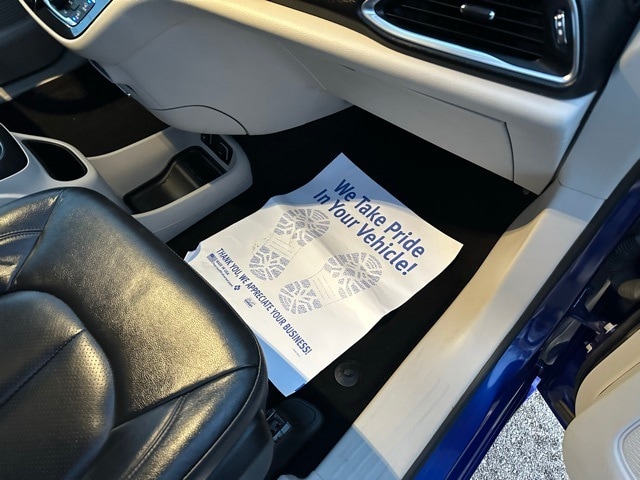 We Take Pride
In Your Vehicle!
THANK YOU, WE APPRECIATE YOUR BUSINESS!